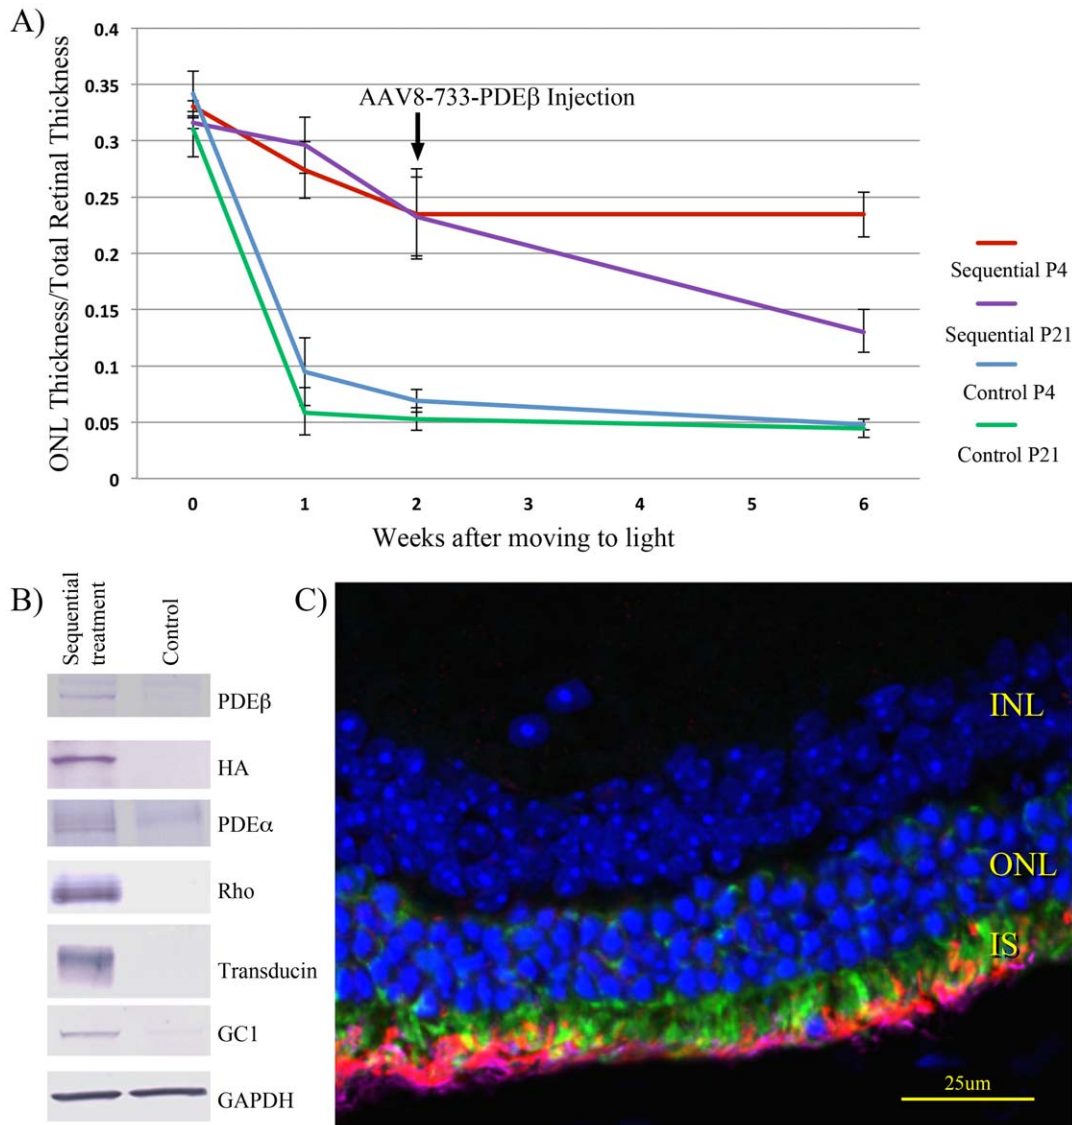 A)
ONL Thickness/Total Retinal Thickness
0.4
0.35
0.3
0.25
0.2
0.15
0.1
0.05
0
AAV8-733-PDEβ Injection
0 1 2 3 4 5 6
Weeks after moving to light
Sequential P4
Sequential P21
Control P4
Control P21
B)
Sequential
treatment
Control
PDEβ
HA
PDEα
Rho
Transducin
GC1
GAPDH
C)
INL
ONL
IS
25um